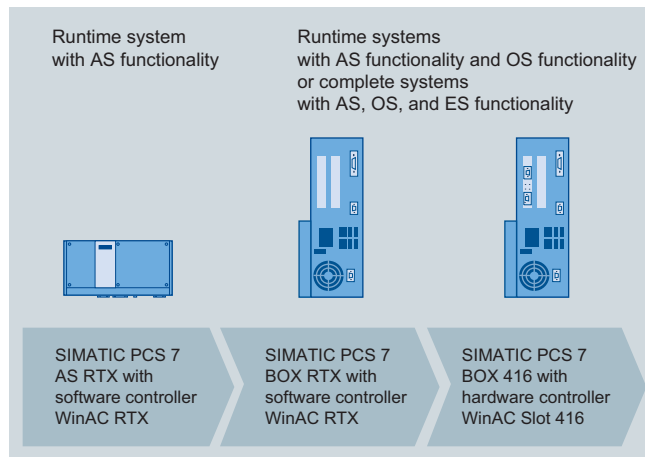 Runtime system
with AS functionality
Runtime systems
with AS functionality and OS functionality
or complete systems
with AS, OS, and ES functionality
SIMATIC PCS 7
AS RTX with
software controller
WinAC RTX
SIMATIC PCS 7
BOX RTX with
software controller
WinAC RTX
SIMATIC PCS 7
BOX 416 with
hardware controller
WinAC Slot 416